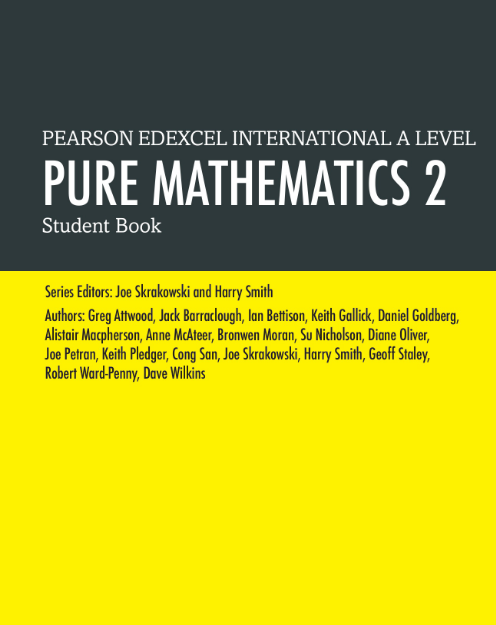 PEARSON EDEXCEL INTERNATIONAL A LEVEL
PURE MATHEMATICS 2
Student Book
Series Editors: Joe Skrakowski and Harry Smith
Authors: Greg Attwood, Jack Barraclough, Ian Bettison, Keith Gallick, Daniel Goldberg,
Alistair Macpherson, Anne McAteer, Bronwen Moran, Su Nicholson, Diane Oliver,
Joe Petran, Keith Pledger, Cong San, Joe Skrakowski, Harry Smith, Geoff Staley,
Robert Ward-Penny, Dave Wilkins